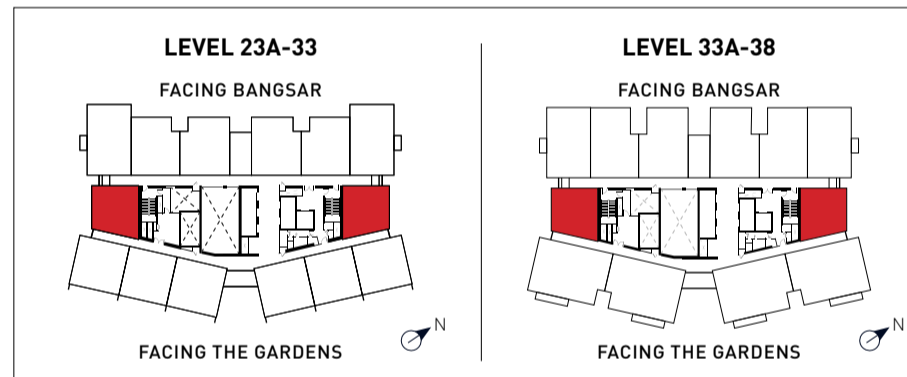 LEVEL 23A-33
FACING BANGSAR
N
FACING THE GARDENS
LEVEL 33A-38
FACING BANGSAR
N
FACING THE GARDENS